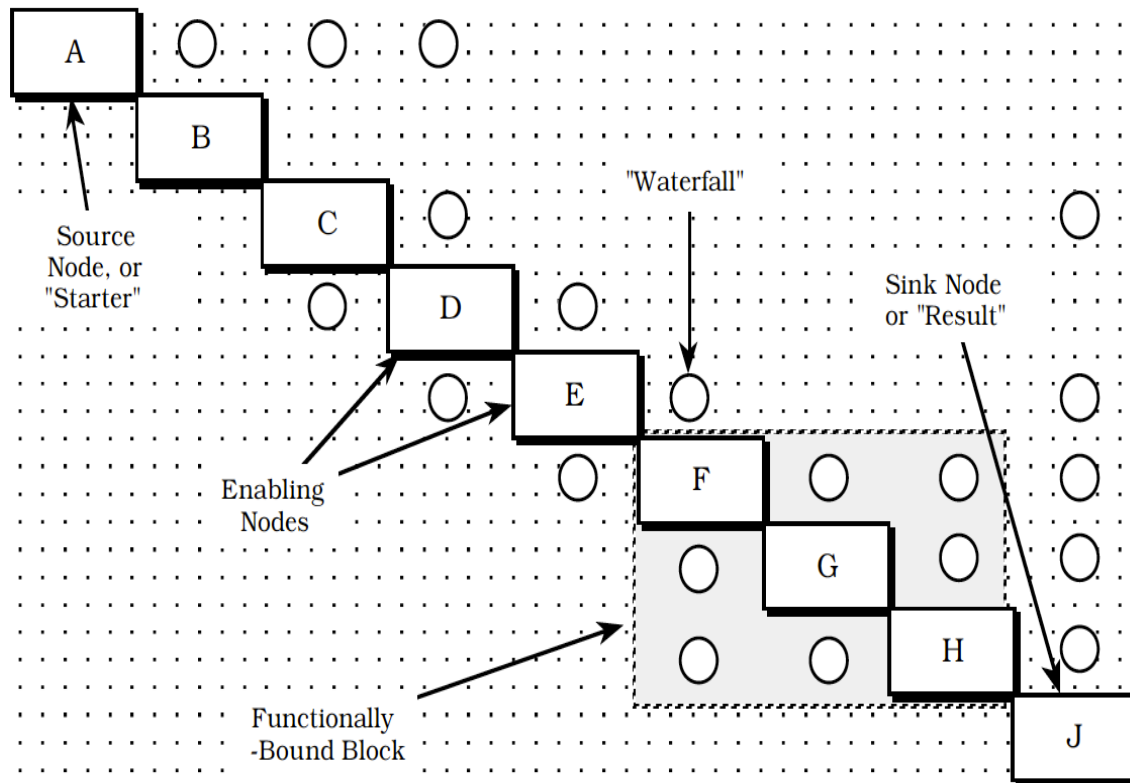 A
B
"Waterfall"
C
Source
Node, or
"Starter"
D
Sink Node
or "Result"
E
F
Enabling
Nodes
G
H
Functionally
-Bound Block
J